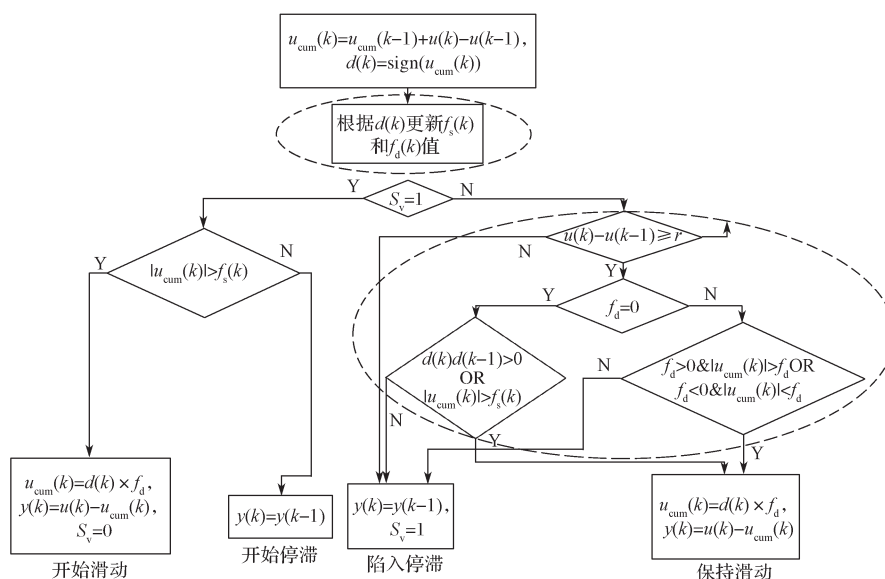 u_cum(k)=u_cum(k−1)+u(k)−u(k−1),
d(k)=sign(u_cum(k))
根据d(k)更新f_s(k)
和f_d(k)值
Y
S_v=1
N
|u_cum(k)|>f_s(k)
Y
N
u(k)−u(k−1)≥r
N
Y
f_d=0
Y
N
d(k)d(k−1)>0
OR
|u_cum(k)|>f_s(k)
N
Y
f_d>0&|u_cum(k)|>f_dOR
f_d<0&|u_cum(k)|<f_d
N
Y
u_cum(k)=d(k)×f_d,
y(k)=u(k)−u_cum(k),
S_v=0
开始滑动
y(k)=y(k−1)
开始停滞
y(k)=y(k−1),
S_v=1
陷入停滞
u_cum(k)=d(k)×f_d,
y(k)=u(k)−u_cum(k)
保持滑动